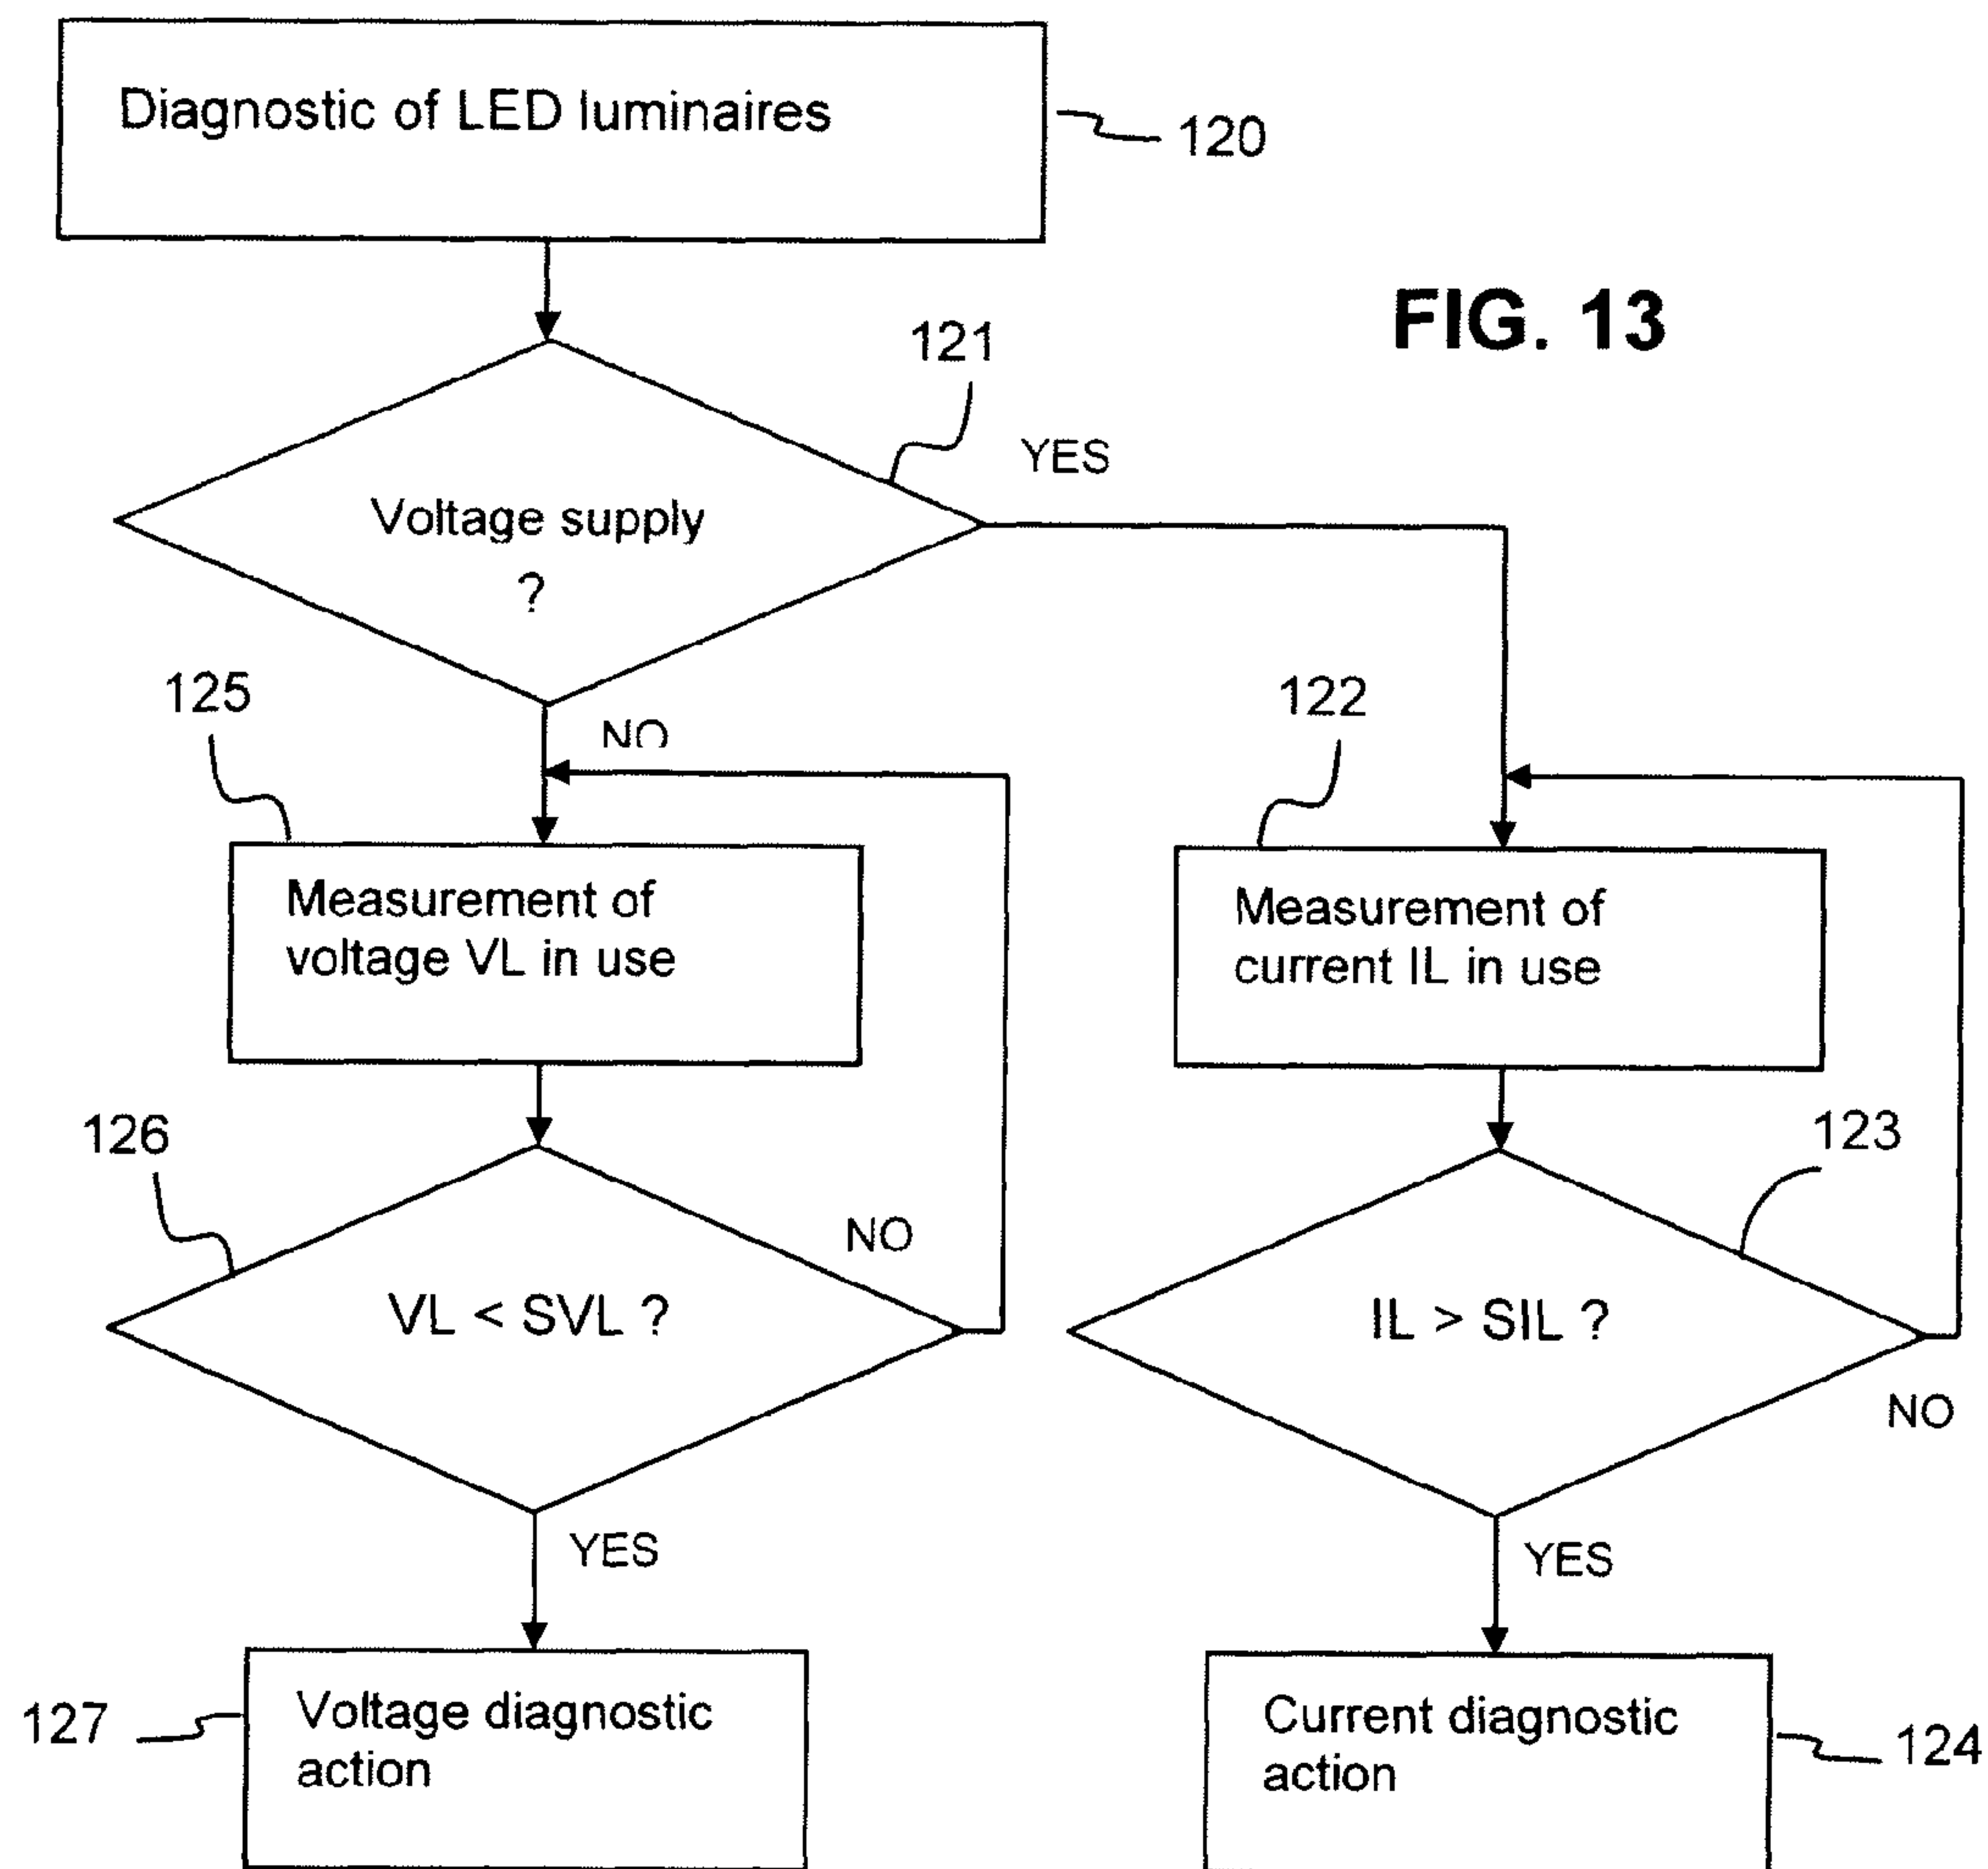 Diagnostic of LED luminaires
120
FIG. 13
121
YES
Voltage supply
?
125
NO
122
Measurement of
voltage VL in use
Measurement of
current IL in use
126
123
NO
VL < SVL ?
IL > SIL ?
NO
YES
YES
127
Voltage diagnostic
action
Current diagnostic
action
124